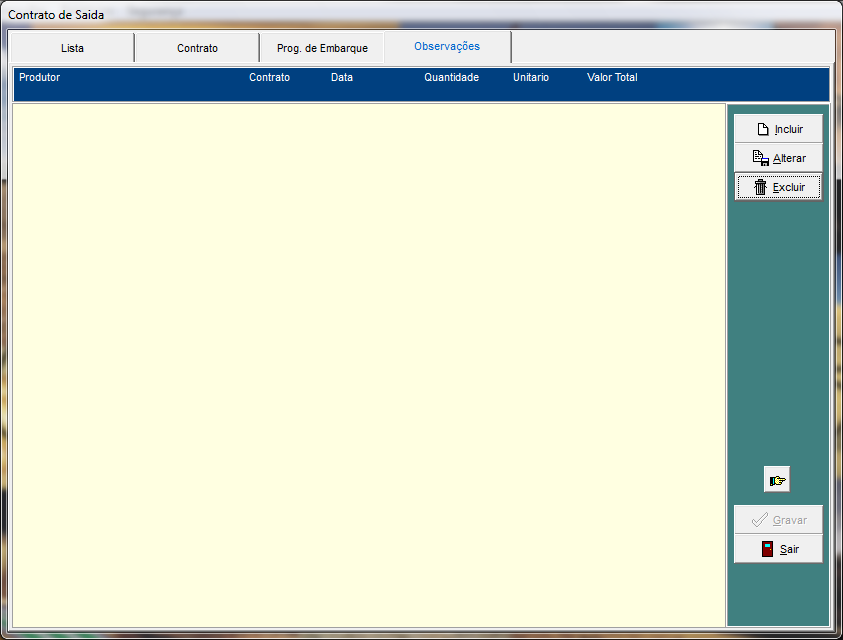 Contrato de Saida
Lista Contrato Prog. de Embarque Observações
Produtor Contrato Data Quantidade Unitario Valor Total
Incluir
Alterar
Excluir
Gravar
Sair